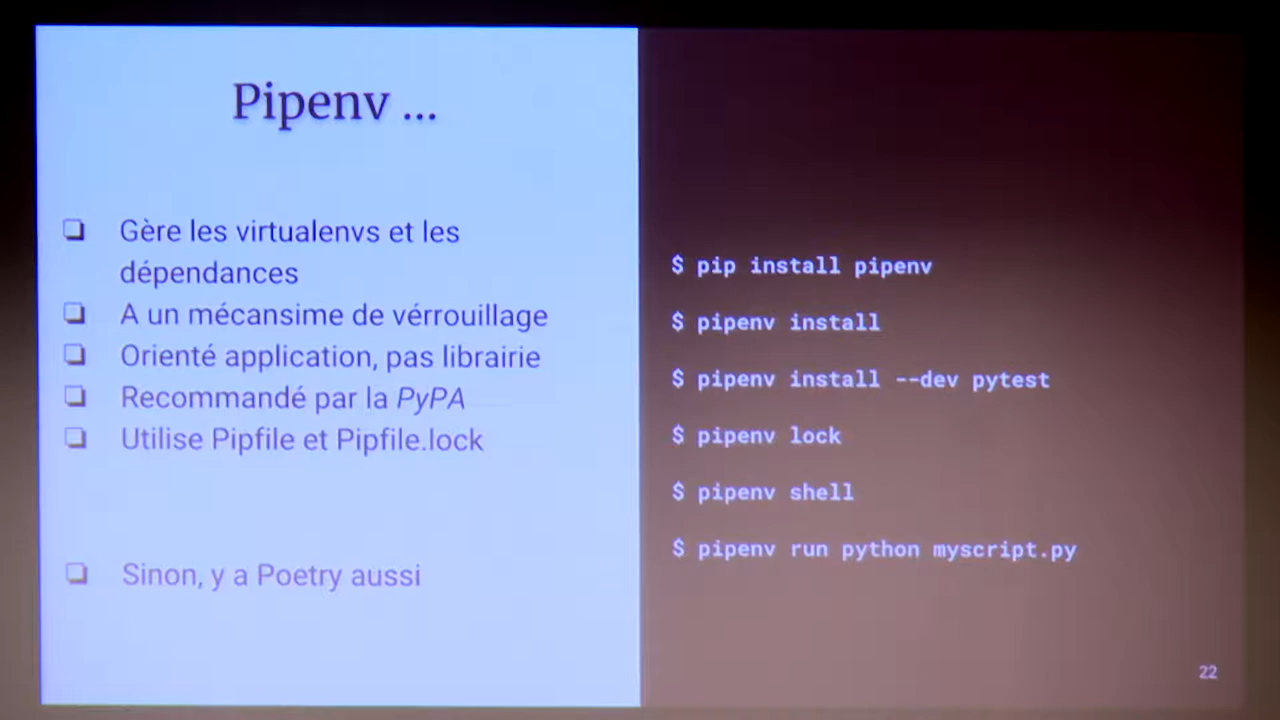 Pipenv ...
Gère les virtualenvs et les
dépendances
A un mécansime de vérrouillage
Orienté application, pas librairie
Recommandé par la PyPA
Utilise Pipfile et Pipfile.lock
Sinon, y a Poetry aussi
$ pip install pipenv
$ pipenv install
$ pipenv install --dev pytest
$ pipenv lock
$ pipenv shell
$ pipenv run python myscript.py
22